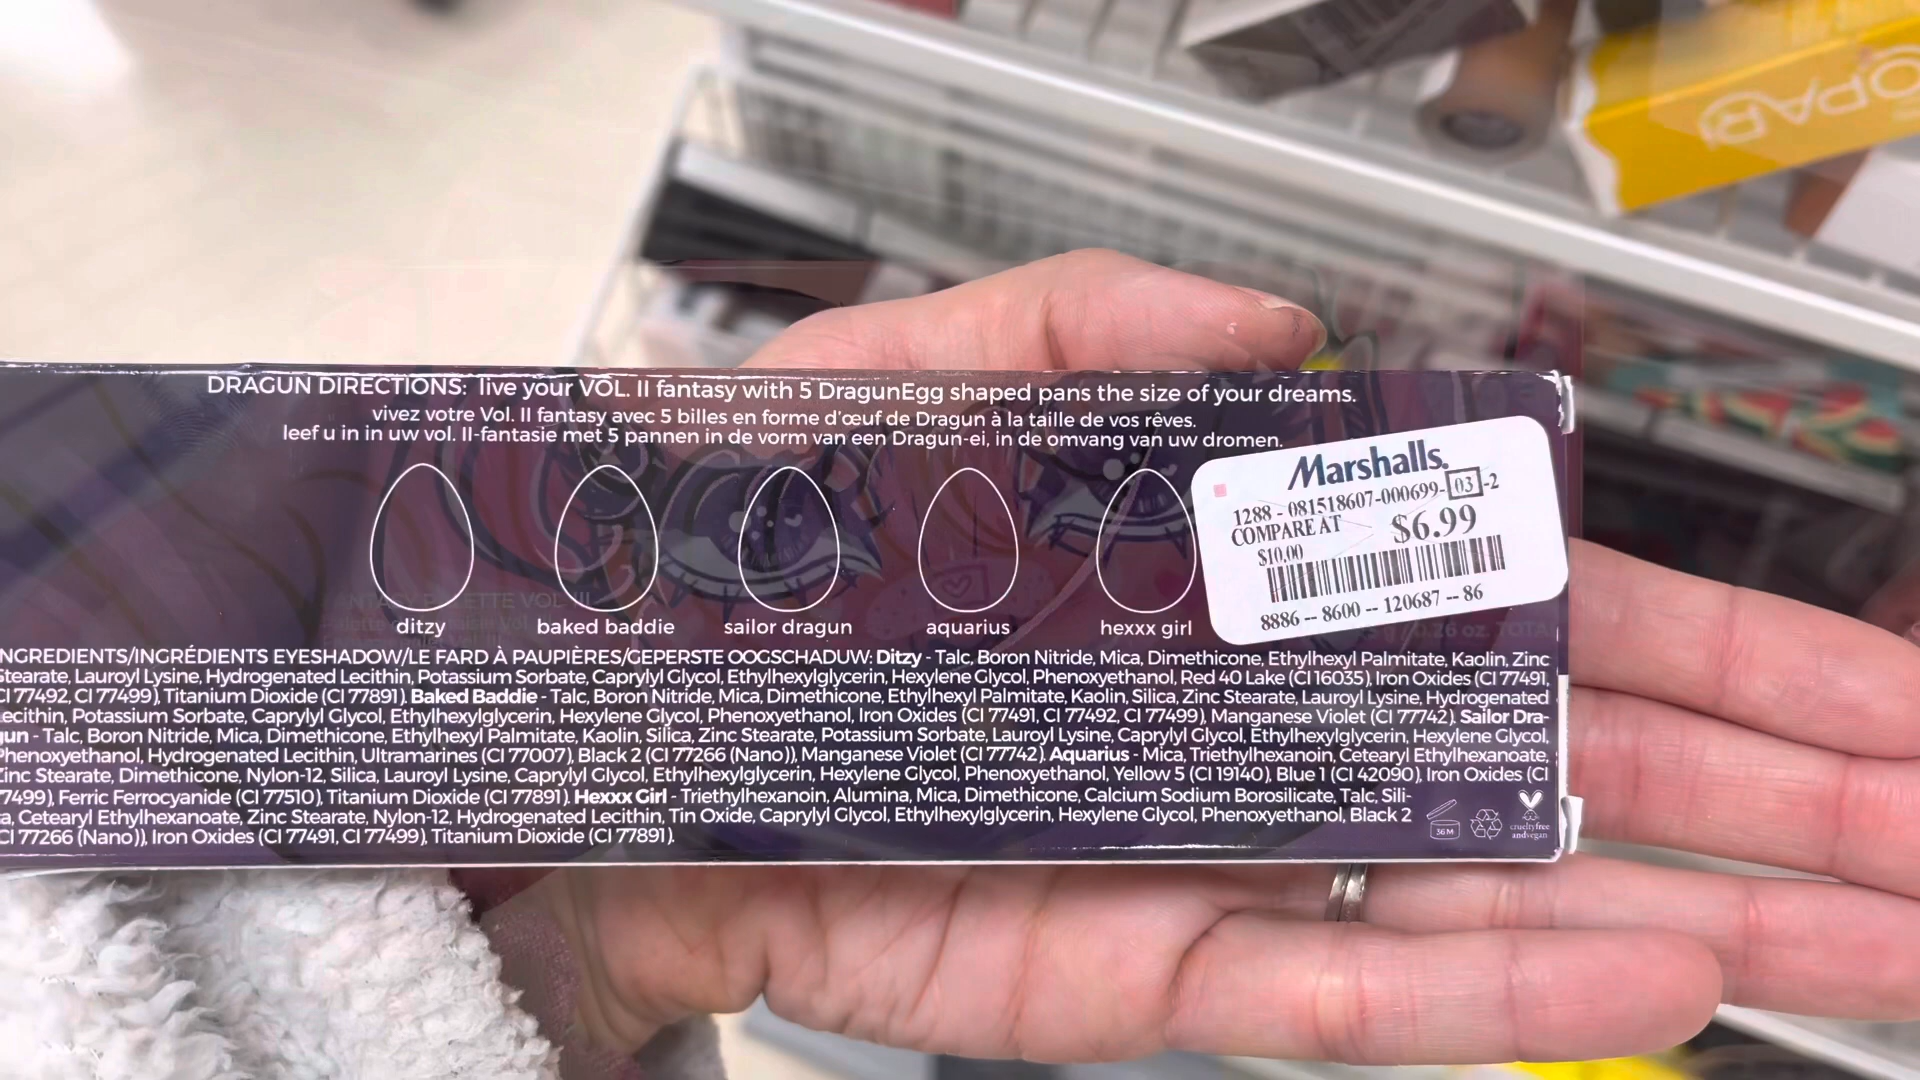 DRAGUN DIRECTIONS: live your VOL. II fantasy with 5 DragunEgg shaped pans the size of your dreams.
vivez votre Vol. II fantasy avec 5 billes en forme d'œuf de Dragun à la taille de vos rêves.
leef u in in uw vol. II-fantasie met 5 pannen in de vorm van een Dragun-ei, in de omvang van uw dromen.
ditzy
baked baddie
sailor dragun
aquarius
hexxx girl
Marshalls.
1288 - 081518607-000699-03-2
COMPARE AT $6.99
$10.00
8886 -- 8600 -- 120687 -- 86
NGREDIENTS/INGRÉDIENTS EYESHADOW/LE FARD À PAUPIÈRES/GEPERSTE OOGSCHADUW: Ditzy - Talc, Boron Nitride, Mica, Dimethicone, Ethylhexyl Palmitate, Kaolin, Zinc
Stearate, Lauroyl Lysine, Hydrogenated Lecithin, Potassium Sorbate, Caprylyl Glycol, Ethylhexylglycerin, Hexylene Glycol, Phenoxyethanol, Red 40 Lake (CI 16035), Iron Oxides (CI 77491,
CI 77492, CI 77499), Titanium Dioxide (CI 77891). Baked Baddie - Talc, Boron Nitride, Mica, Dimethicone, Ethylhexyl Palmitate, Kaolin, Silica, Zinc Stearate, Lauroyl Lysine, Hydrogenated
ecithin, Potassium Sorbate, Caprylyl Glycol, Ethylhexylglycerin, Hexylene Glycol, Phenoxyethanol, Iron Oxides (CI 77491, CI 77492, CI 77499), Manganese Violet (CI 77742). Sailor Dra-
gun - Talc, Boron Nitride, Mica, Dimethicone, Ethylhexyl Palmitate, Kaolin, Silica, Zinc Stearate, Potassium Sorbate, Lauroyl Lysine, Caprylyl Glycol, Ethylhexylglycerin, Hexylene Glycol,
Phenoxyethanol, Hydrogenated Lecithin, Ultramarines (CI 77007), Black 2 (CI 77266 (Nano)), Manganese Violet (CI 77742). Aquarius - Mica, Triethylhexanoin, Cetearyl Ethylhexanoate,
Zinc Stearate, Dimethicone, Nylon-12, Silica, Lauroyl Lysine, Caprylyl Glycol, Ethylhexylglycerin, Hexylene Glycol, Phenoxyethanol, Yellow 5 (CI 19140), Blue 1 (CI 42090), Iron Oxides (CI
77499), Ferric Ferrocyanide (CI 77510), Titanium Dioxide (CI 77891). Hexxx Girl - Triethylhexanoin, Alumina, Mica, Dimethicone, Calcium Sodium Borosilicate, Talc, Sili-
ca, Cetearyl Ethylhexanoate, Zinc Stearate, Nylon-12, Hydrogenated Lecithin, Tin Oxide, Caprylyl Glycol, Ethylhexylglycerin, Hexylene Glycol, Phenoxyethanol, Black 2
CI 77266 (Nano)), Iron Oxides (CI 77491, CI 77499), Titanium Dioxide (CI 77891).
36M
crueltyfree
andvegan
OPARI